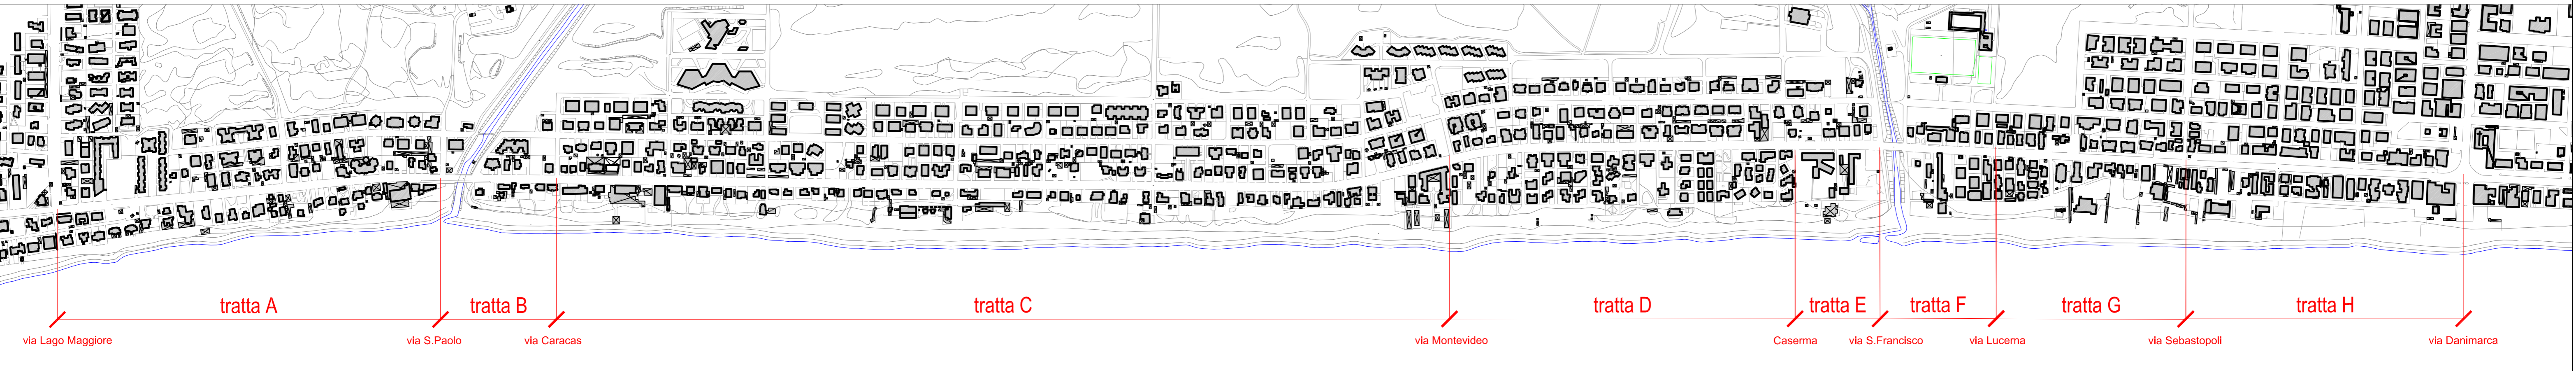 tratta A
tratta B
tratta C
tratta D
tratta E
tratta F
tratta G
tratta H
via Lago Maggiore
via S.Paolo
via Caracas
via Montevideo
Caserma
via S.Francisco
via Lucerna
via Sebastopoli
via Danimarca